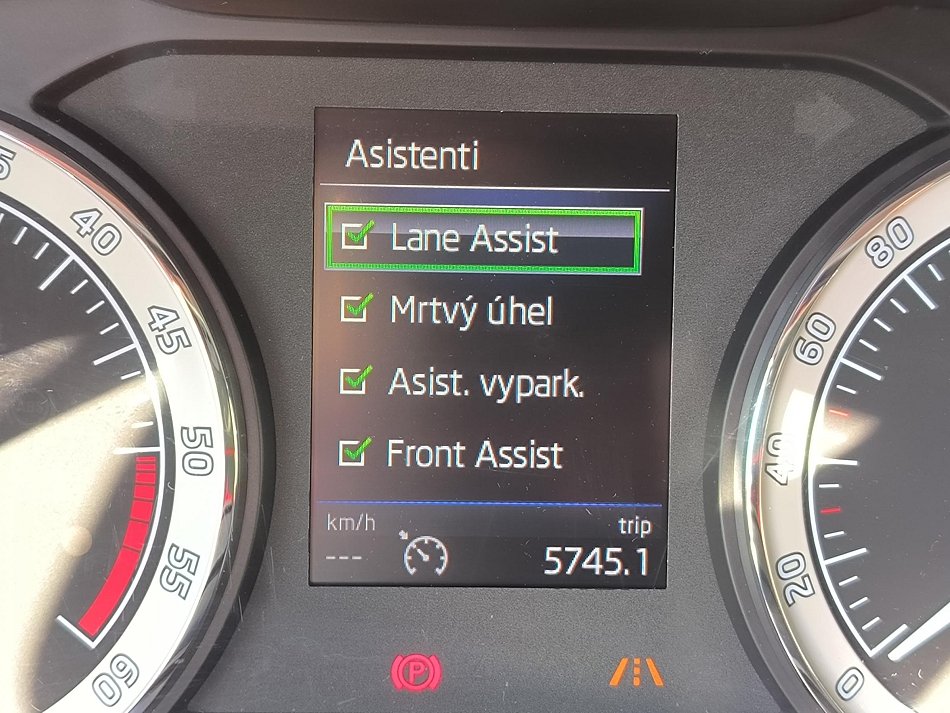 Asistenti
Lane Assist
Mrtvý úhel
Asist. vypark.
Front Assist
km/h
trip
---
5745.1
40
45
50
55
60
80
60
40
20
0
P